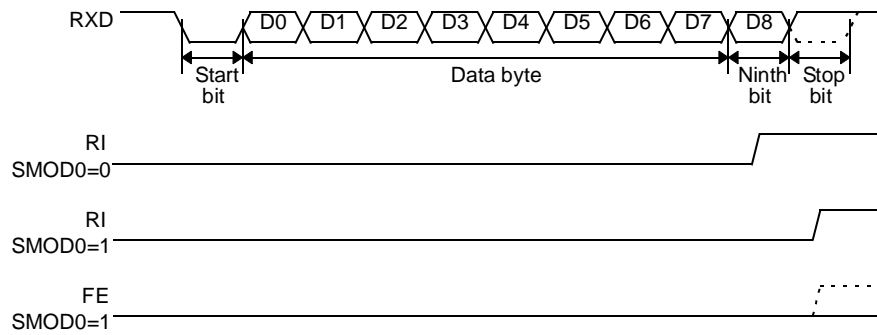 RXD D0 D1 D2 D3 D4 D5 D6 D7 D8
Start bit
Data byte
Ninth bit
Stop bit
RI
SMOD0=0
RI
SMOD0=1
FE
SMOD0=1